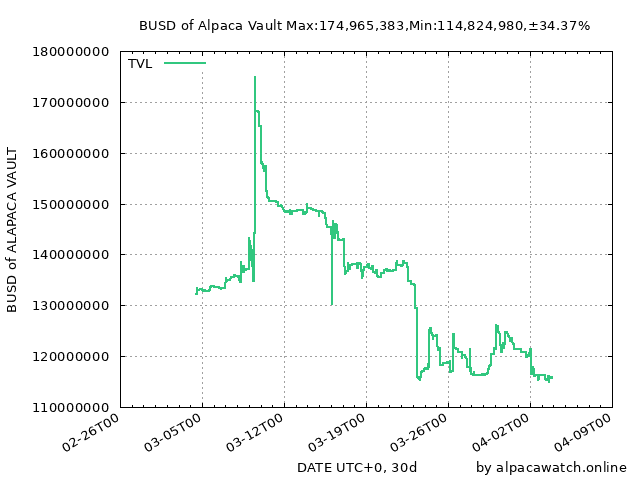 BUSD of Alpaca Vault Max:174,965,383,Min:114,824,980,±34.37%
180000000
TVL
170000000
160000000
150000000
140000000
130000000
120000000
110000000
BUSD of ALAPACA VAULT
02-26T00
03-05T00
03-12T00
03-19T00
03-26T00
04-02T00
04-09T00
DATE UTC+0, 30d
by alpacawatch.online